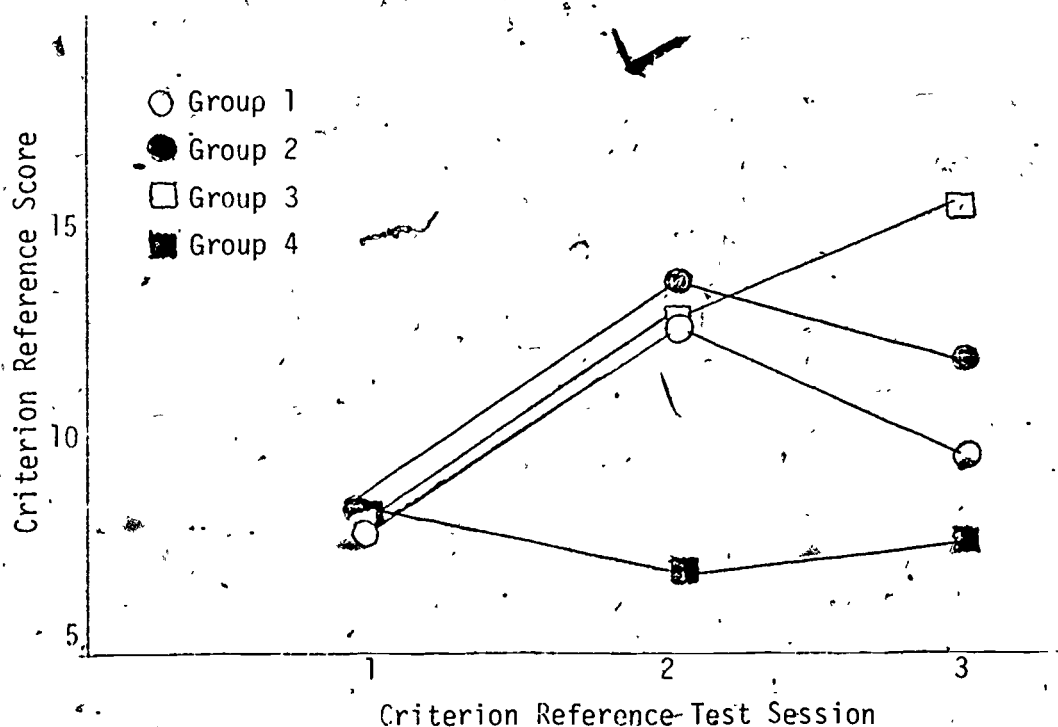 Group 1
Group 2
Group 3
Group 4
Criterion Reference Score
15
10
5
1 2 3
Criterion Reference Test Session